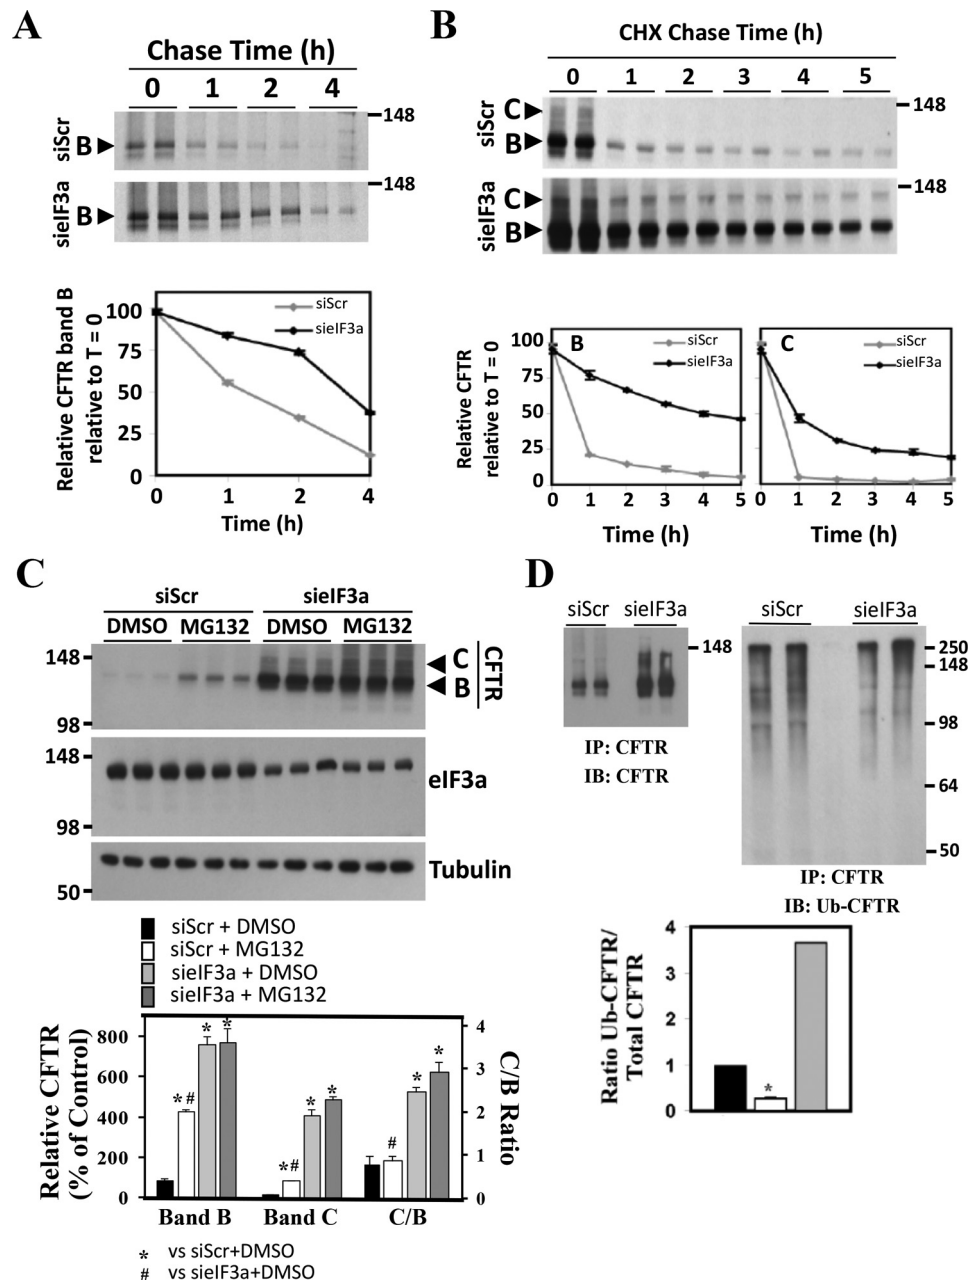 A
Chase Time (h)
0 1 2 4
siScr
B
148
sieIF3a
B
148
Relative CFTR band B
relative to T = 0
100
75
50
25
0
siScr
sieIF3a
0 1 2 4
Time (h)
B
CHX Chase Time (h)
0 1 2 3 4 5
siScr
C
B
148
sieIF3a
C
B
148
Relative CFTR
relative to T = 0
100
75
50
25
0
B
siScr
sieIF3a
0 1 2 3 4 5
Time (h)
C
siScr
sieIF3a
0 1 2 3 4 5
Time (h)
C
siScr sieIF3a
DMSO MG132 DMSO MG132
148
98
C
B
CFTR
148
98
eIF3a
50
Tubulin
siScr + DMSO
siScr + MG132
sieIF3a + DMSO
sieIF3a + MG132
Relative CFTR
(% of Control)
800
600
400
200
0
C/B Ratio
4
3
2
1
0
*# * *
*# * *
# * *
Band B Band C C/B
* vs siScr+DMSO
# vs sieIF3a+DMSO
D
siScr sieIF3a
148
IP: CFTR
IB: CFTR
siScr sieIF3a
250
148
98
64
50
IP: CFTR
IB: Ub-CFTR
Ratio Ub-CFTR/
Total CFTR
4
3
2
1
0
*